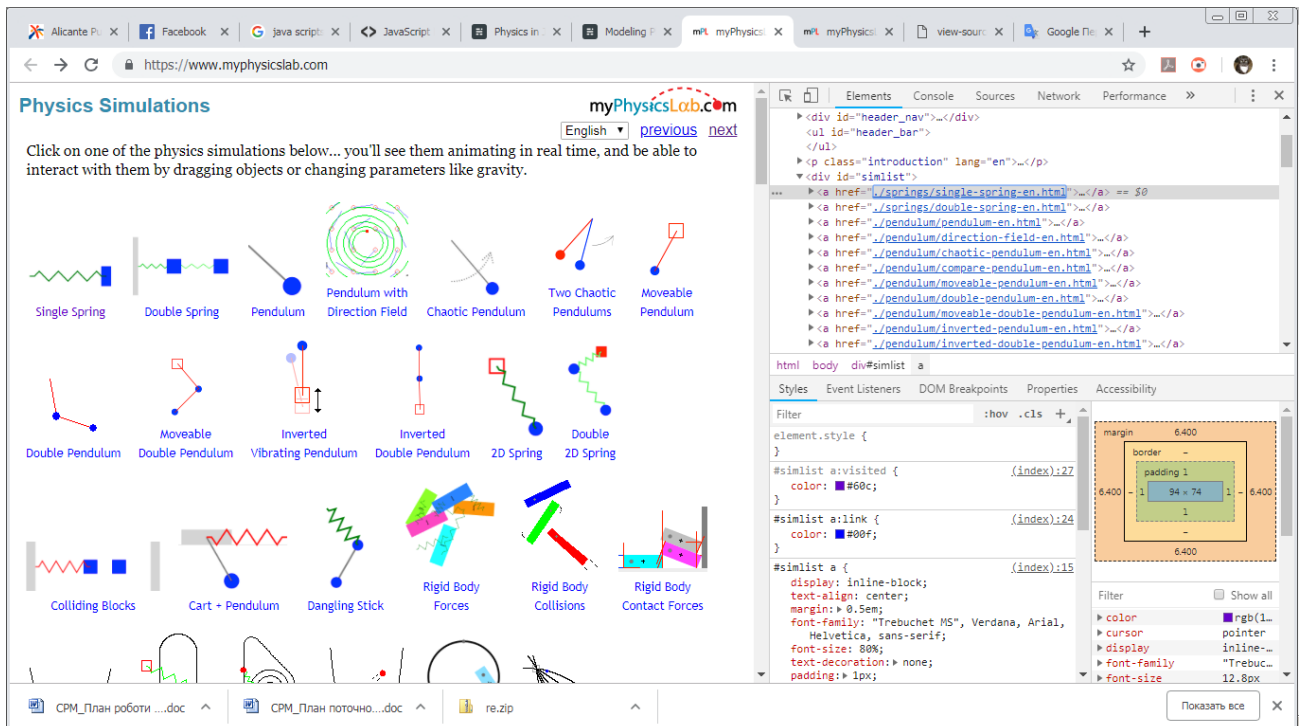 Alicante Pu
Facebook
java scripts
JavaScript
Physics in J
Modeling P
mPL myPhysicsL
mPL myPhysicsL
view-sourc
Google Пе
https://www.myphysicslab.com
Physics Simulations
myPhysicsLab.com
English previous next
Click on one of the physics simulations below... you'll see them animating in real time, and be able to
interact with them by dragging objects or changing parameters like gravity.
Single Spring
Double Spring
Pendulum
Pendulum with
Direction Field
Chaotic Pendulum
Two Chaotic
Pendulums
Moveable
Pendulum
Double Pendulum
Moveable
Double Pendulum
Inverted
Vibrating Pendulum
Inverted
Double Pendulum
2D Spring
Double
2D Spring
Colliding Blocks
Cart + Pendulum
Dangling Stick
Rigid Body
Forces
Rigid Body
Collisions
Rigid Body
Contact Forces
Elements Console Sources Network Performance »
<div id="header_nav">…</div>
<ul id="header_bar">
</ul>
<p class="introduction" lang="en">…</p>
<div id="simlist">
… <a href="./springs/single-spring-en.html">…</a> == $0
<a href="./springs/double-spring-en.html">…</a>
<a href="./pendulum/pendulum-en.html">…</a>
<a href="./pendulum/direction-field-en.html">…</a>
<a href="./pendulum/chaotic-pendulum-en.html">…</a>
<a href="./pendulum/compare-pendulum-en.html">…</a>
<a href="./pendulum/moveable-pendulum-en.html">…</a>
<a href="./pendulum/double-pendulum-en.html">…</a>
<a href="./pendulum/moveable-double-pendulum-en.html">…</a>
<a href="./pendulum/inverted-pendulum-en.html">…</a>
<a href="./pendulum/inverted-double-pendulum-en.html">…</a>
html body div#simlist a
Styles Event Listeners DOM Breakpoints Properties Accessibility
Filter :hov .cls +
element.style {
}
#simlist a:visited { (index):27
color: #60c;
}
#simlist a:link { (index):24
color: #00f;
}
#simlist a { (index):15
display: inline-block;
text-align: center;
margin: 0.5em;
font-family: "Trebuchet MS", Verdana, Arial,
Helvetica, sans-serif;
font-size: 80%;
text-decoration: none;
padding: 1px;
margin 6.400
border –
padding 1
6.400 – 1 94 × 74 1 – 6.400
1
–
6.400
Filter Show all
color rgb(1…
cursor pointer
display inline-…
font-family "Trebuc…
font-size 12.8px
СРМ_План роботи ....doc
СРМ_План поточно....doc
re.zip
Показать все